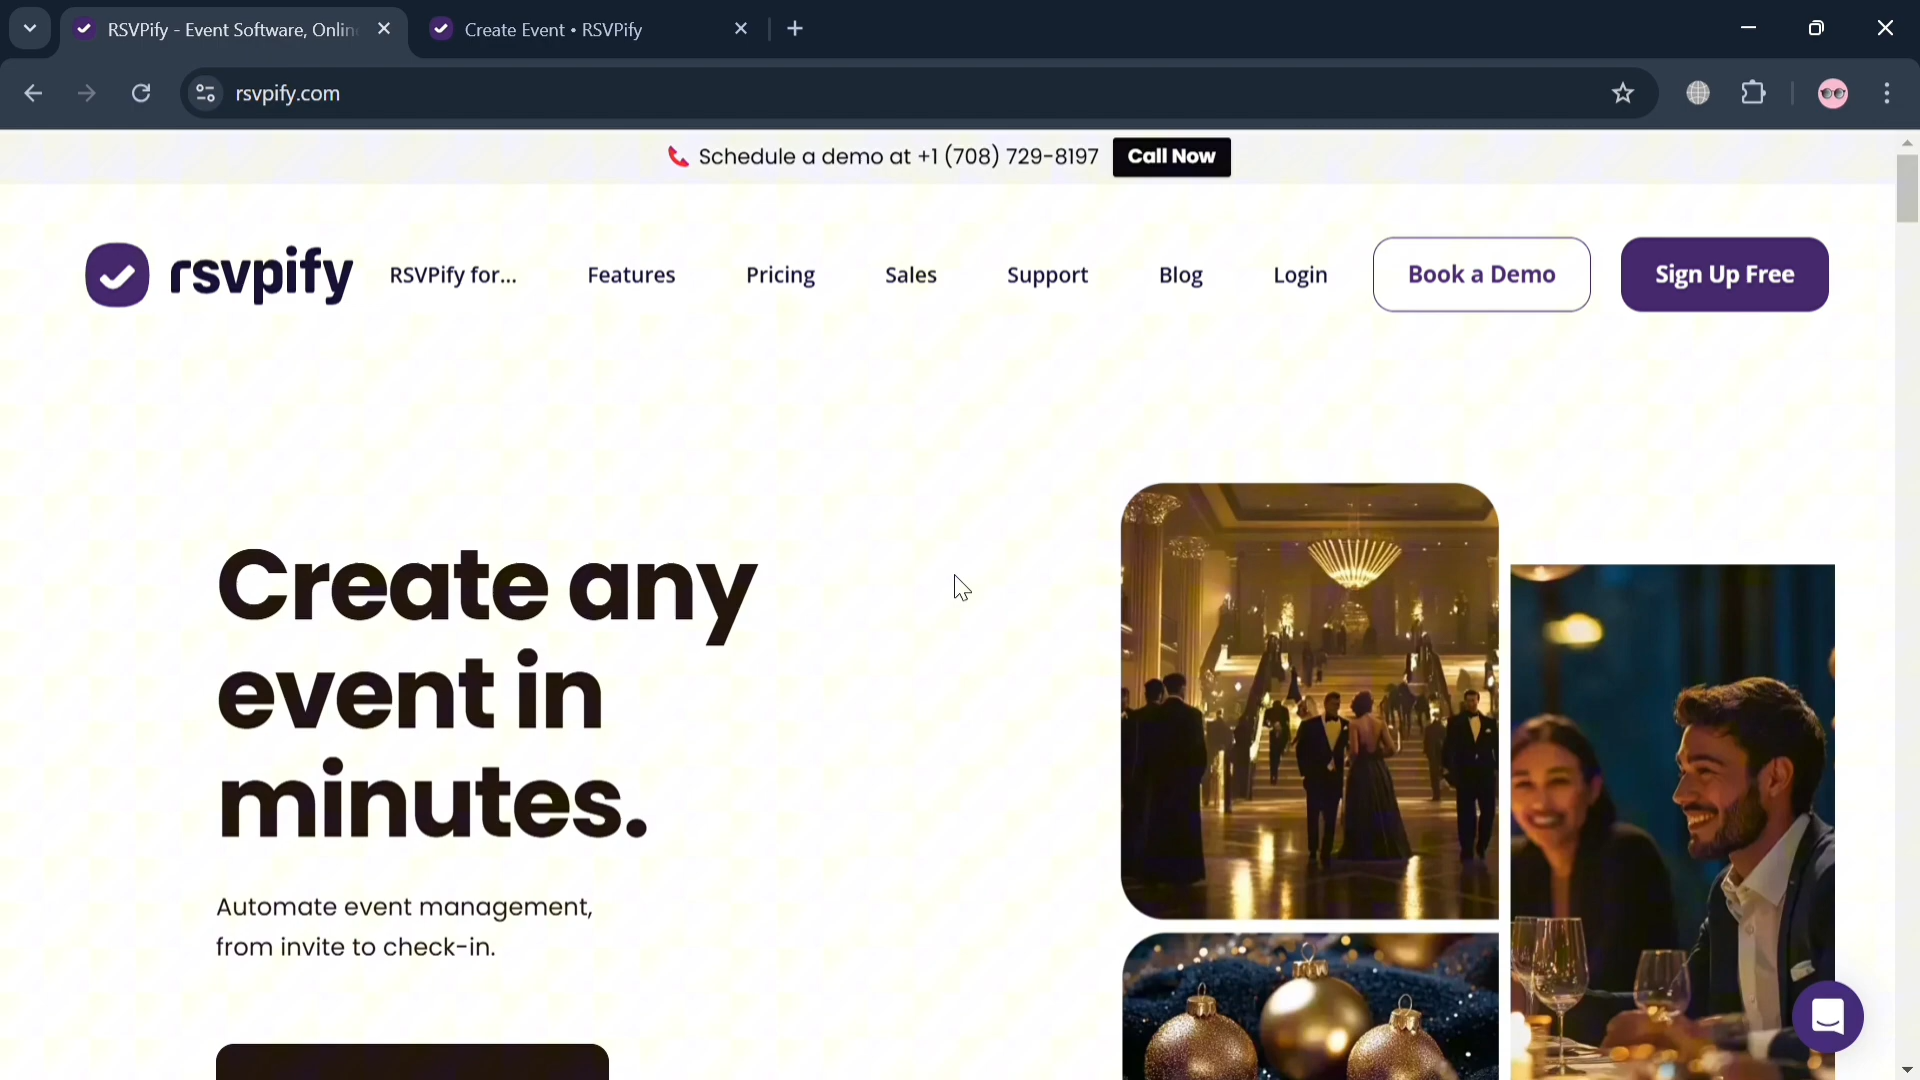 RSVPify - Event Software, Onlin
Create Event • RSVPify
rsvpify.com
Schedule a demo at +1 (708) 729-8197
Call Now
rsvpify
RSVPify for...
Features
Pricing
Sales
Support
Blog
Login
Book a Demo
Sign Up Free
Create any
event in
minutes.
Automate event management,
from invite to check-in.